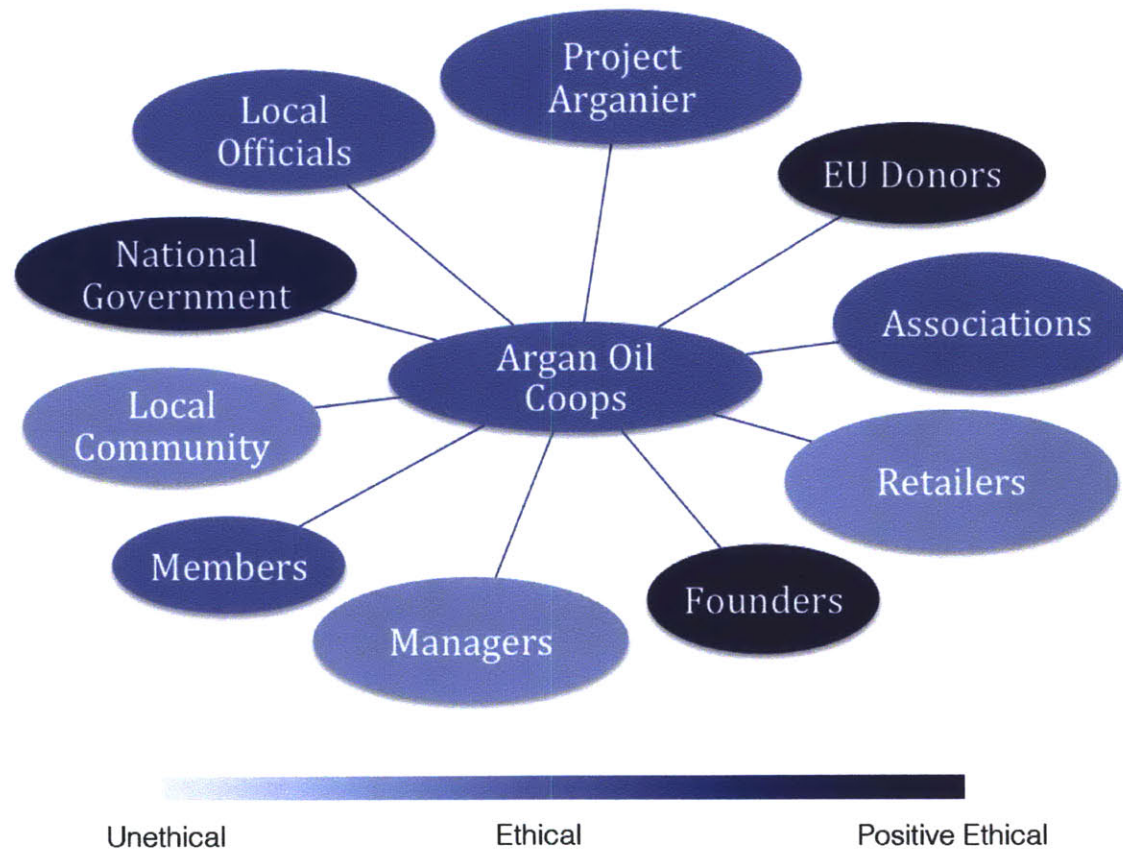 Project
Arganier
Local
Officials
EU Donors
National
Government
Associations
Argan Oil
Coops
Local
Community
Retailers
Members
Founders
Managers
Unethical
Ethical
Positive Ethical